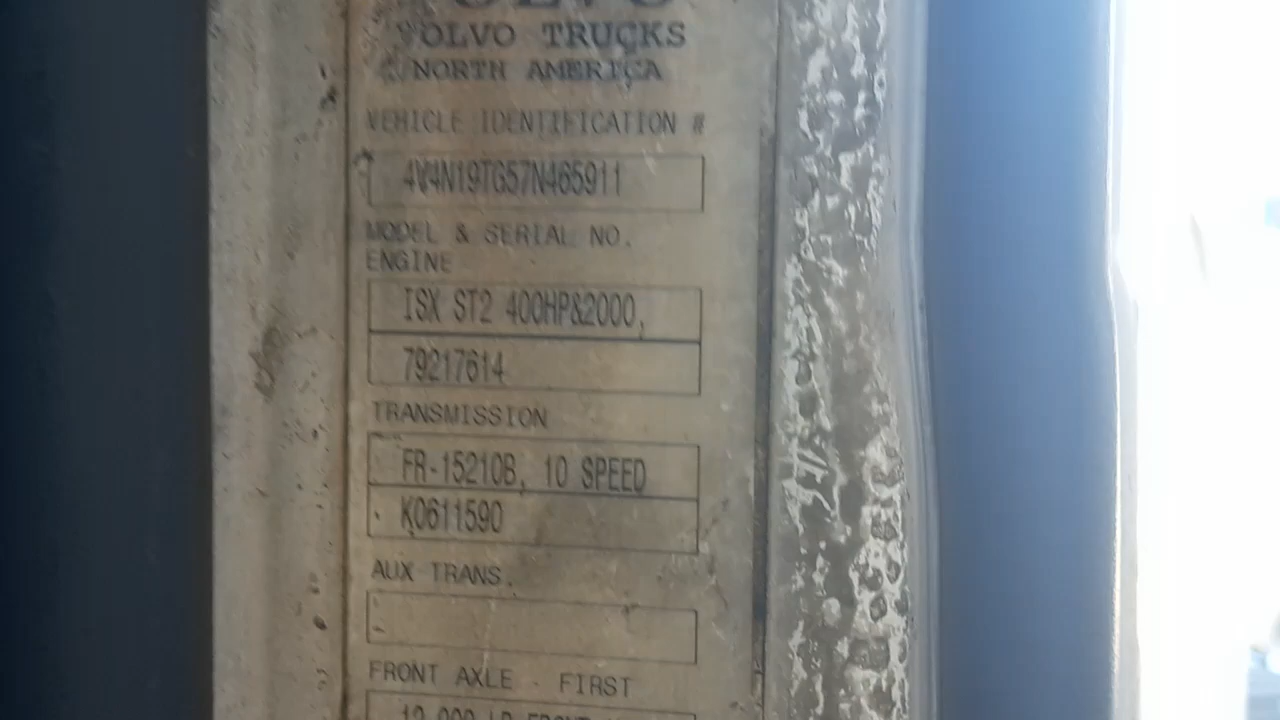 VOLVO
VOLVO TRUCKS
NORTH AMERICA
VEHICLE IDENTIFICATION #
4V4N19TG57N465911
MODEL & SERIAL NO.
ENGINE
ISX ST2 400HP&2000,
79217614
TRANSMISSION
FR-15210B, 10 SPEED
K0611590
AUX TRANS.
FRONT AXLE - FIRST